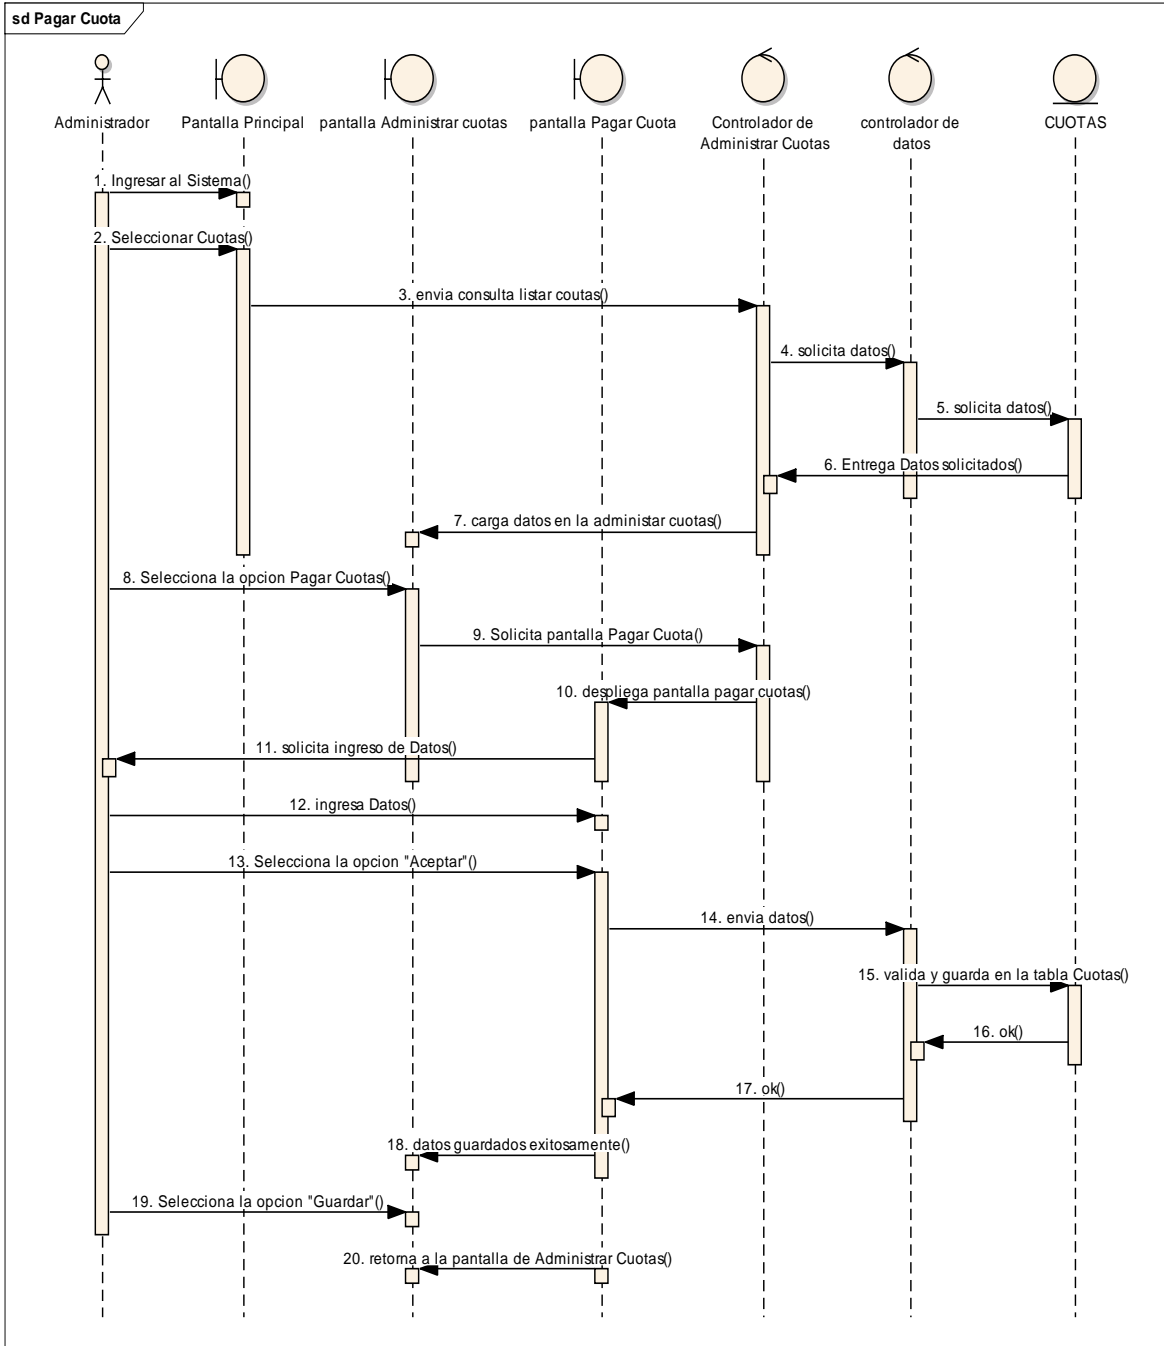 sd Pagar Cuota
Administrador
Pantalla Principal
pantalla Administrar cuotas
pantalla Pagar Cuota
Controlador de
Administrar Cuotas
controlador de
datos
CUOTAS
1. Ingresar al Sistema()
2. Seleccionar Cuotas()
3. envia consulta listar coutas()
4. solicita datos()
5. solicita datos()
6. Entrega Datos solicitados()
7. carga datos en la administar cuotas()
8. Selecciona la opcion Pagar Cuotas()
9. Solicita pantalla Pagar Cuota()
10. despliega pantalla pagar cuotas()
11. solicita ingreso de Datos()
12. ingresa Datos()
13. Selecciona la opcion "Aceptar"()
14. envia datos()
15. valida y guarda en la tabla Cuotas()
16. ok()
17. ok()
18. datos guardados exitosamente()
19. Selecciona la opcion "Guardar"()
20. retorna a la pantalla de Administrar Cuotas()